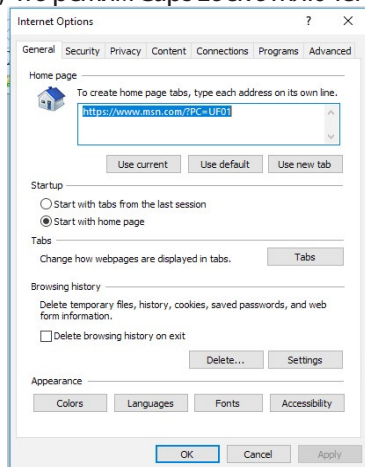 Internet Options ? X
General Security Privacy Content Connections Programs Advanced
Home page
To create home page tabs, type each address on its own line.
https://www.msn.com/?PC=UF01
Use current Use default Use new tab
Startup
Start with tabs from the last session
Start with home page
Tabs
Change how webpages are displayed in tabs. Tabs
Browsing history
Delete temporary files, history, cookies, saved passwords, and web
form information.
Delete browsing history on exit
Delete... Settings
Appearance
Colors Languages Fonts Accessibility
OK Cancel Apply